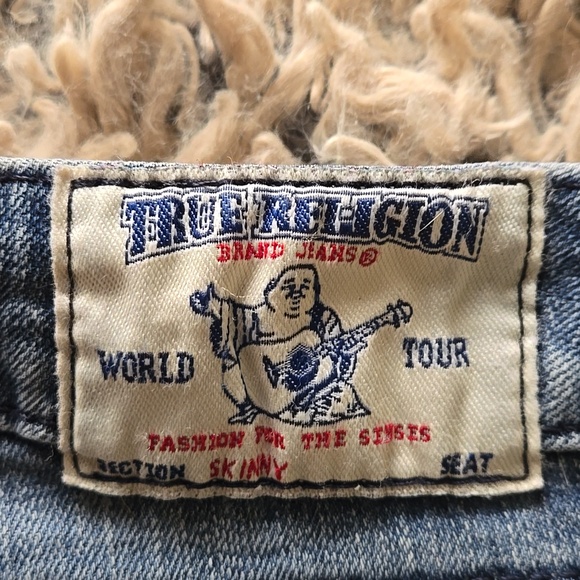 TRUE RELIGION
BRAND JEANS®
WORLD TOUR
FASHION FOR THE SENSES
SECTION SKINNY SEAT